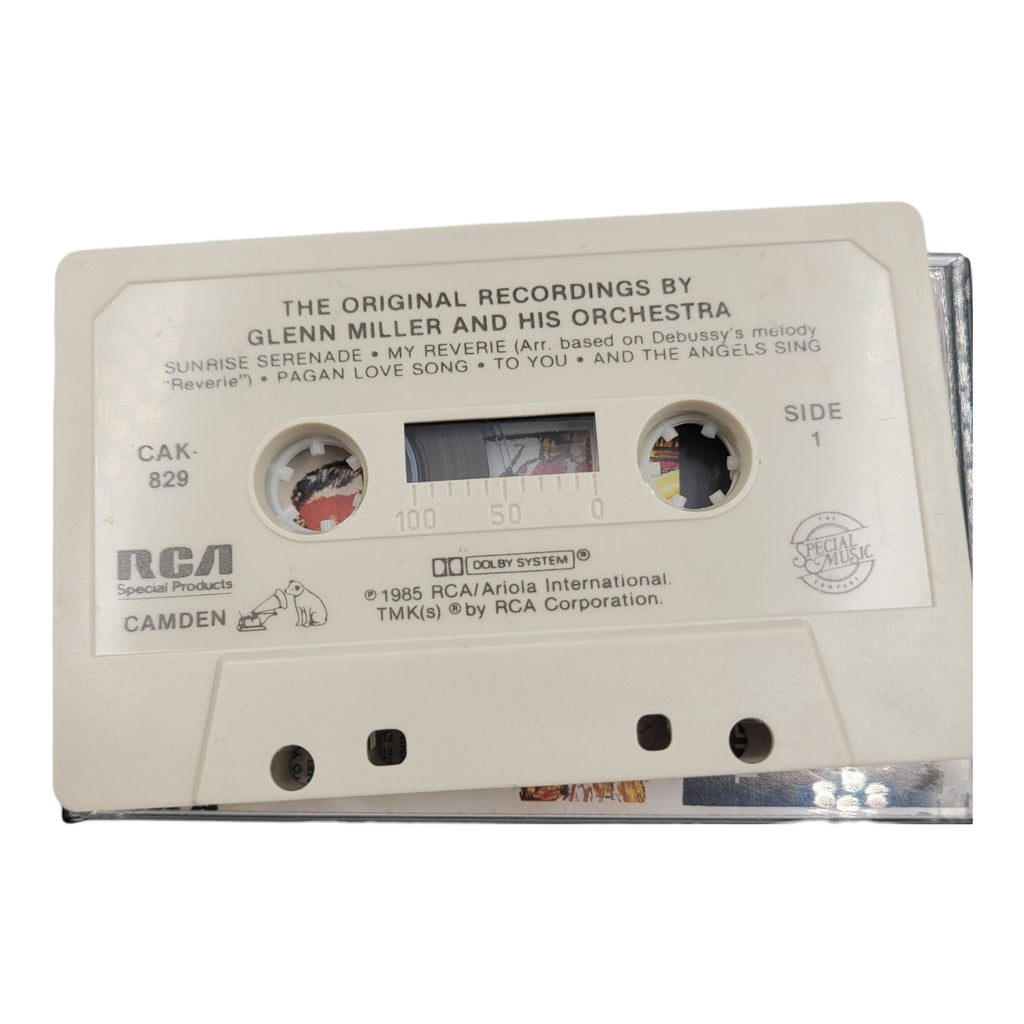 THE ORIGINAL RECORDINGS BY
GLENN MILLER AND HIS ORCHESTRA
SUNRISE SERENADE • MY REVERIE (Arr. based on Debussy's melody
"Reverie") • PAGAN LOVE SONG • TO YOU • AND THE ANGELS SING
CAK-
829
SIDE
1
100 50 0
RCA
Special Products
CAMDEN
DOLBY SYSTEM®
℗ 1985 RCA/Ariola International.
TMK(s) ® by RCA Corporation.
THE
SPECIAL
MUSIC
COMPANY